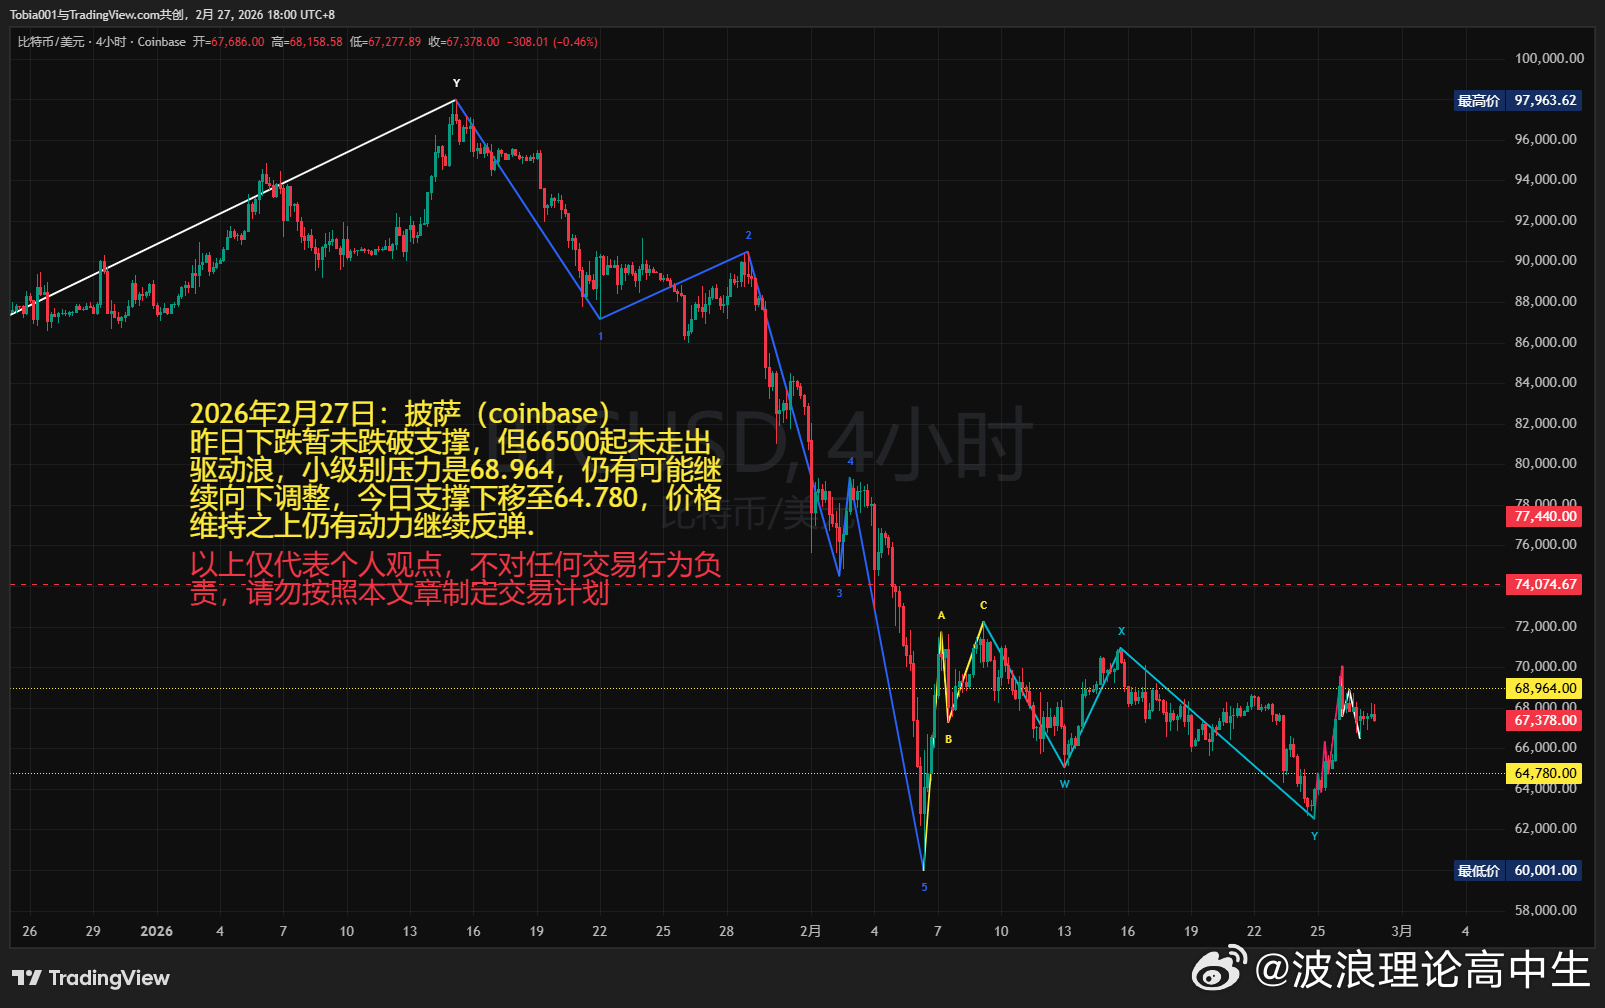 Tobia001与TradingView.com共创，2月 27, 2026 18:00 UTC+8
比特币/美元 · 4小时 · Coinbase 开=67,686.00 高=68,158.58 低=67,277.89 收=67,378.00 −308.01 (−0.46%)
100,000.00
最高价 97,963.62
96,000.00
94,000.00
92,000.00
90,000.00
88,000.00
86,000.00
84,000.00
82,000.00
80,000.00
78,000.00
77,440.00
76,000.00
74,074.67
72,000.00
70,000.00
68,964.00
68,000.00
67,378.00
66,000.00
64,780.00
64,000.00
62,000.00
最低价 60,001.00
58,000.00
Y
1
2
3
4
5
A
B
C
W
X
Y
SD, 4小时
比特币/美元
2026年2月27日：披萨（coinbase）
昨日下跌暂未跌破支撑，但66500起未走出
驱动浪，小级别压力是68.964，仍有可能继
续向下调整，今日支撑下移至64.780，价格
维持之上仍有动力继续反弹.
以上仅代表个人观点，不对任何交易行为负
责，请勿按照本文章制定交易计划
26 29 2026 4 7 10 13 16 19 22 25 28 2月 4 7 10 13 16 19 22 25 3月 4
TradingView
@波浪理论高中生